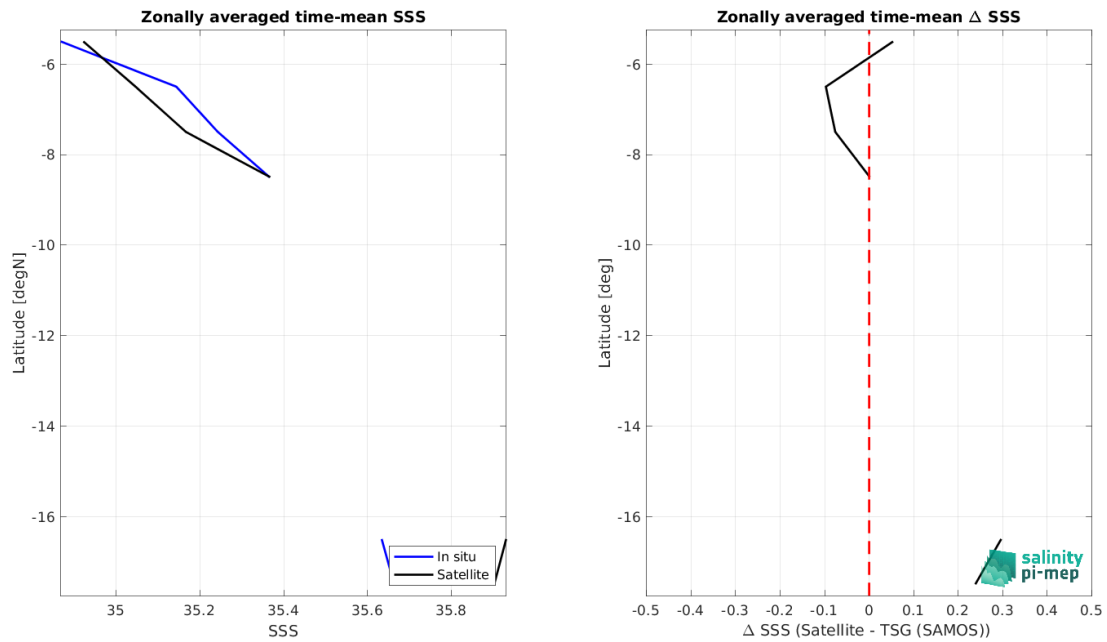 Zonally averaged time-mean SSS
-6
-8
-10
-12
-14
-16
Latitude [degN]
35
35.2
35.4
35.6
35.8
SSS
In situ
Satellite
Zonally averaged time-mean Δ SSS
-6
-8
-10
-12
-14
-16
Latitude [deg]
-0.5
-0.4
-0.3
-0.2
-0.1
0
0.1
0.2
0.3
0.4
0.5
Δ SSS (Satellite - TSG (SAMOS))
salinity
pi-mep